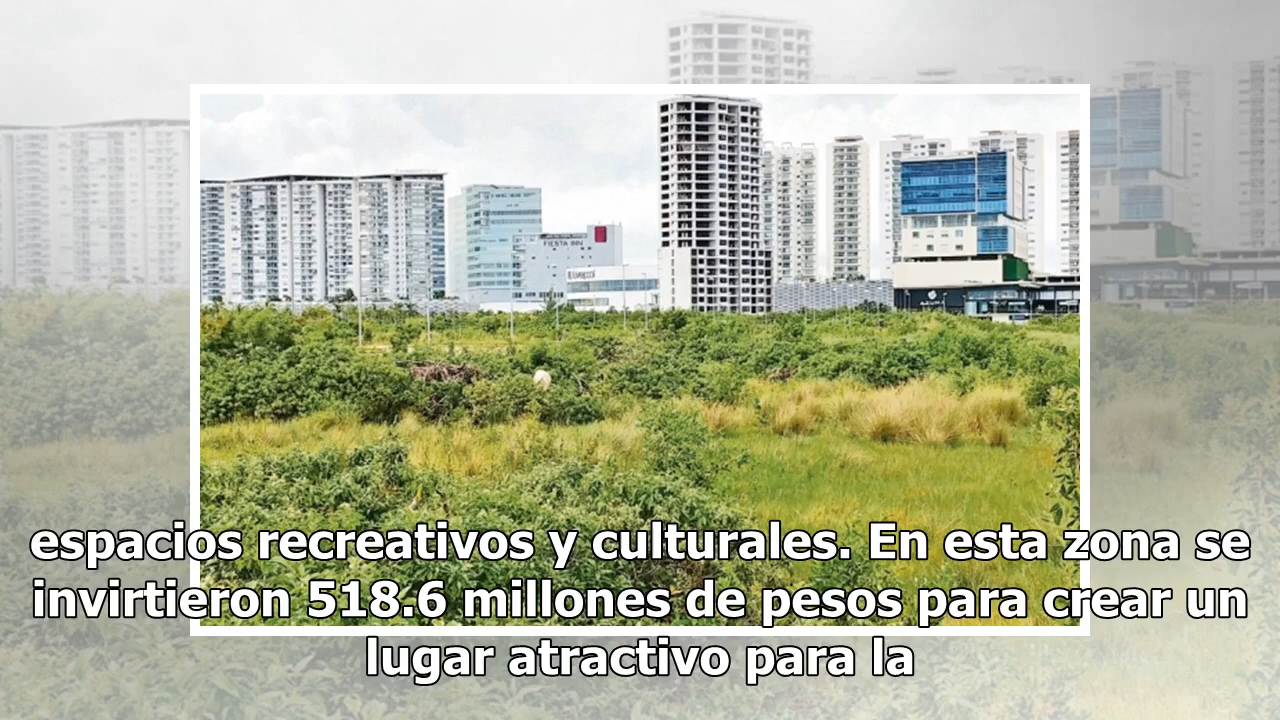 FIESTA INN
espacios recreativos y culturales. En esta zona se
invirtieron 518.6 millones de pesos para crear un
lugar atractivo para la